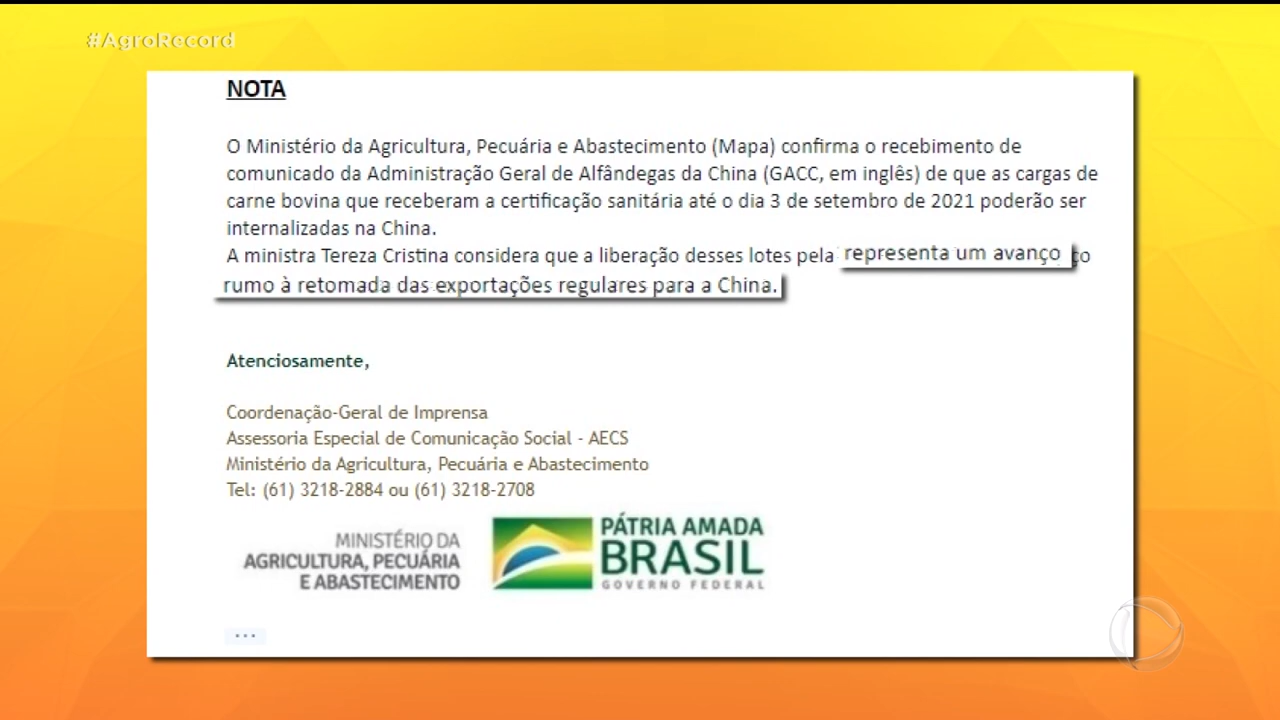 #AgroRecord
NOTA
O Ministério da Agricultura, Pecuária e Abastecimento (Mapa) confirma o recebimento de
comunicado da Administração Geral de Alfândegas da China (GACC, em inglês) de que as cargas de
carne bovina que receberam a certificação sanitária até o dia 3 de setembro de 2021 poderão ser
internalizadas na China.
A ministra Tereza Cristina considera que a liberação desses lotes pela representa um avanço
rumo à retomada das exportações regulares para a China.
Atenciosamente,
Coordenação-Geral de Imprensa
Assessoria Especial de Comunicação Social - AECS
Ministério da Agricultura, Pecuária e Abastecimento
Tel: (61) 3218-2884 ou (61) 3218-2708
MINISTÉRIO DA
AGRICULTURA, PECUÁRIA
E ABASTECIMENTO
PÁTRIA AMADA
BRASIL
GOVERNO FEDERAL